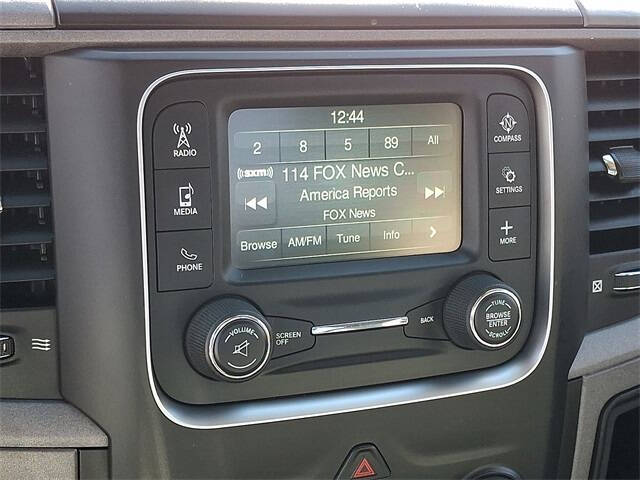 12:44
2 8 5 89 All
((sxm)) 114 FOX News C...
America Reports
FOX News
Browse AM/FM Tune Info
RADIO
MEDIA
PHONE
N
COMPASS
SETTINGS
MORE
VOLUME
SCREEN
OFF
BACK
TUNE
BROWSE
ENTER
SCROLL